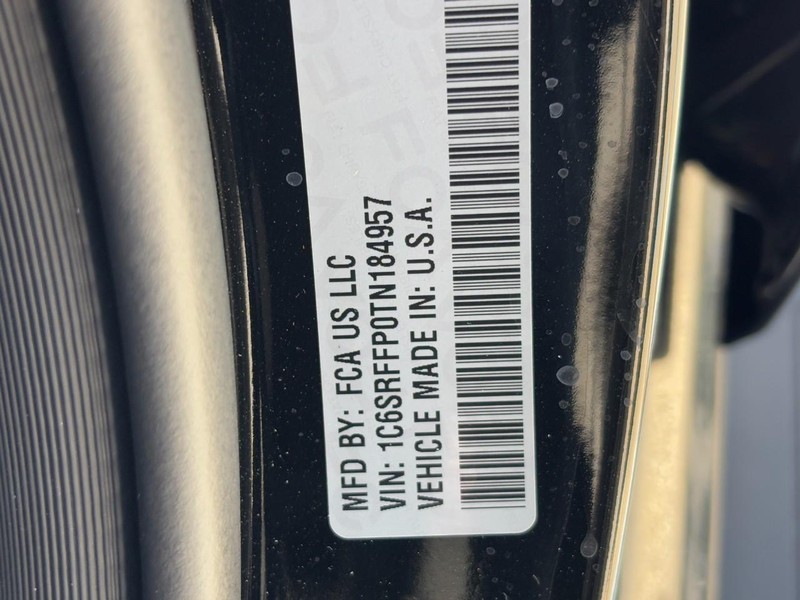 MFD BY: FCA US LLC
VIN: 1C6SRFFP0TN184957
VEHICLE MADE IN: U.S.A.